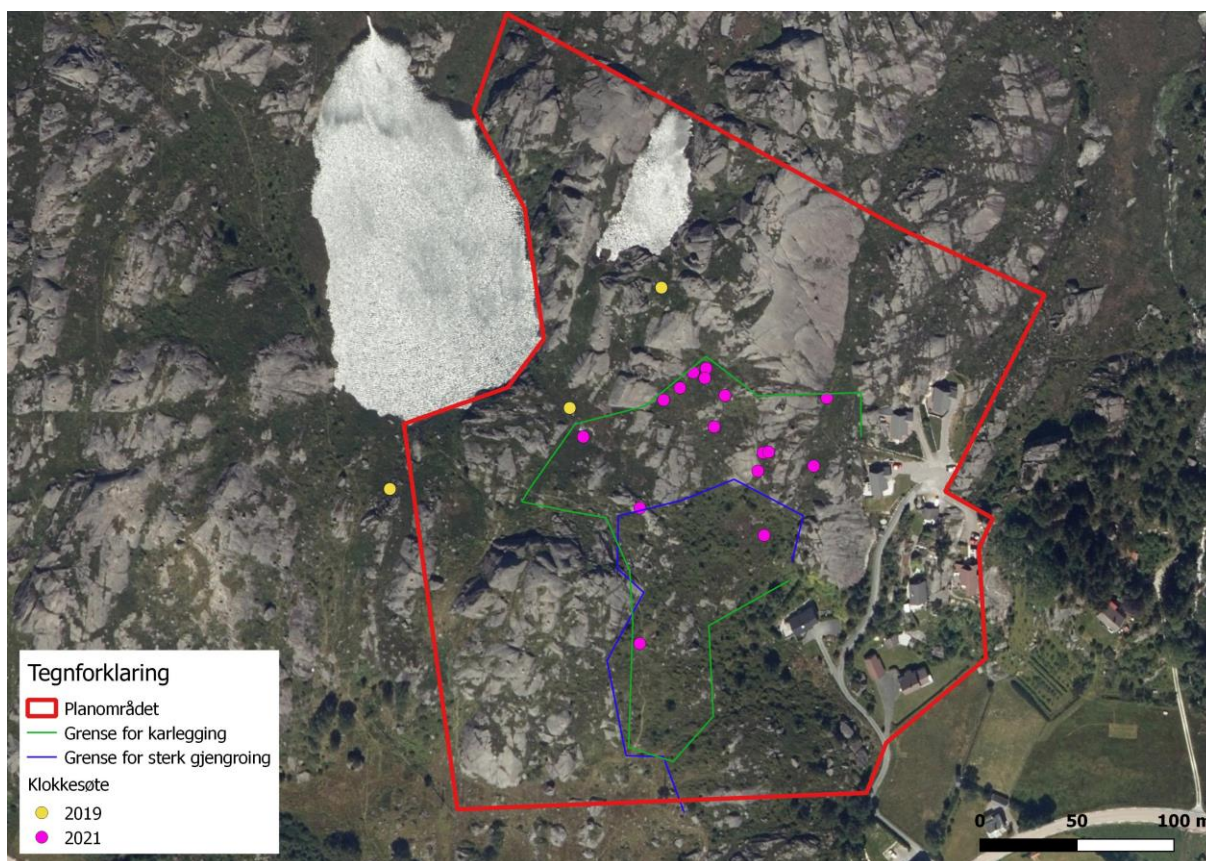 Tegnforklaring
Planområdet
Grense for karlegging
Grense for sterk gjengroing
Klokkesøte
2019
2021
0 50 100 m